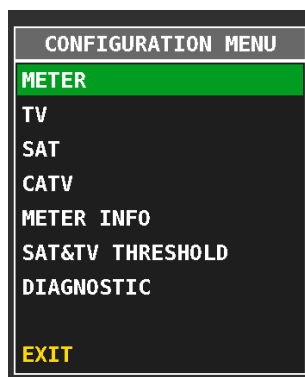 CONFIGURATION MENU
METER
TV
SAT
CATV
METER INFO
SAT&TV THRESHOLD
DIAGNOSTIC
EXIT